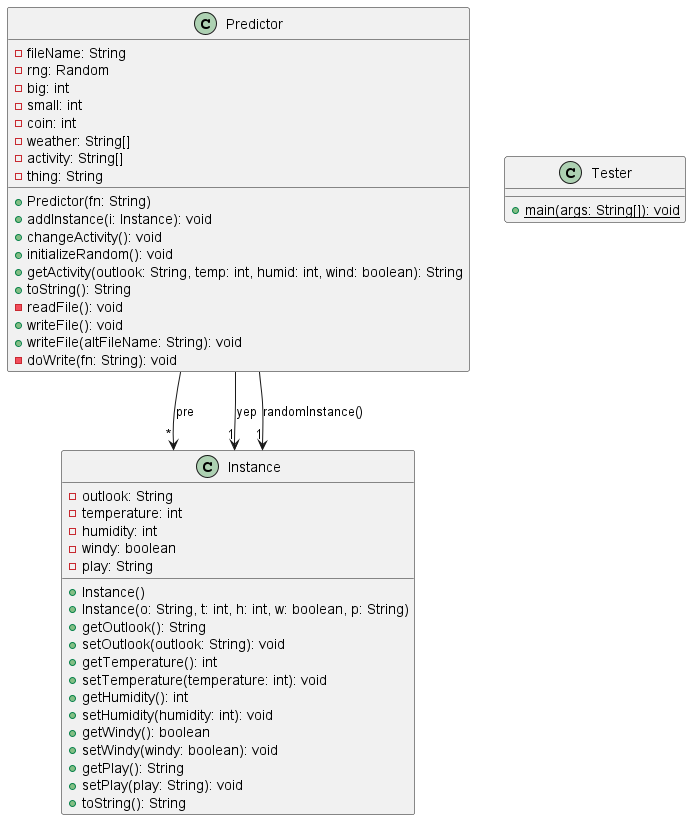 C Predictor
fileName: String
rng: Random
big: int
small: int
coin: int
weather: String[]
activity: String[]
thing: String
Predictor(fn: String)
addInstance(i: Instance): void
changeActivity(): void
initializeRandom(): void
getActivity(outlook: String, temp: int, humid: int, wind: boolean): String
toString(): String
readFile(): void
writeFile(): void
writeFile(altFileName: String): void
doWrite(fn: String): void
C Tester
main(args: String[]): void
pre
yep
randomInstance()
*
1
1
C Instance
outlook: String
temperature: int
humidity: int
windy: boolean
play: String
Instance()
Instance(o: String, t: int, h: int, w: boolean, p: String)
getOutlook(): String
setOutlook(outlook: String): void
getTemperature(): int
setTemperature(temperature: int): void
getHumidity(): int
setHumidity(humidity: int): void
getWindy(): boolean
setWindy(windy: boolean): void
getPlay(): String
setPlay(play: String): void
toString(): String